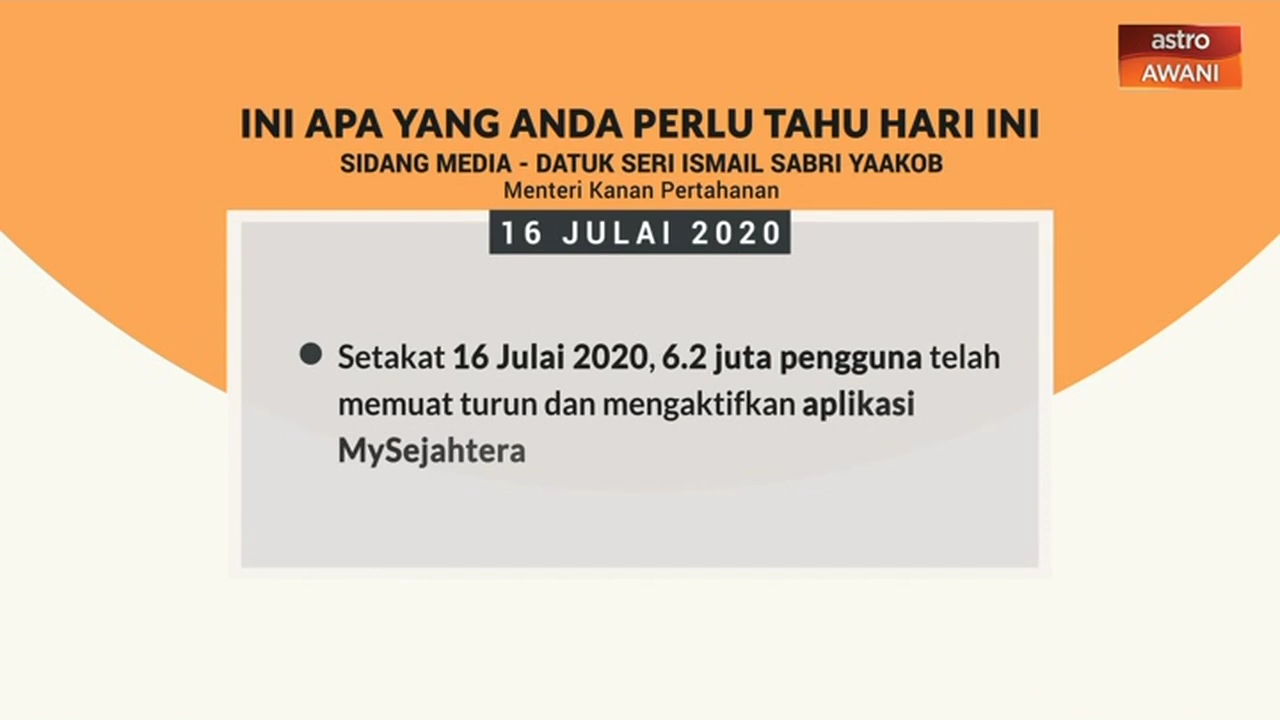 astro
AWANI
INI APA YANG ANDA PERLU TAHU HARI INI
SIDANG MEDIA - DATUK SERI ISMAIL SABRI YAAKOB
Menteri Kanan Pertahanan
16 JULAI 2020
Setakat 16 Julai 2020, 6.2 juta pengguna telah
memuat turun dan mengaktifkan aplikasi
MySejahtera